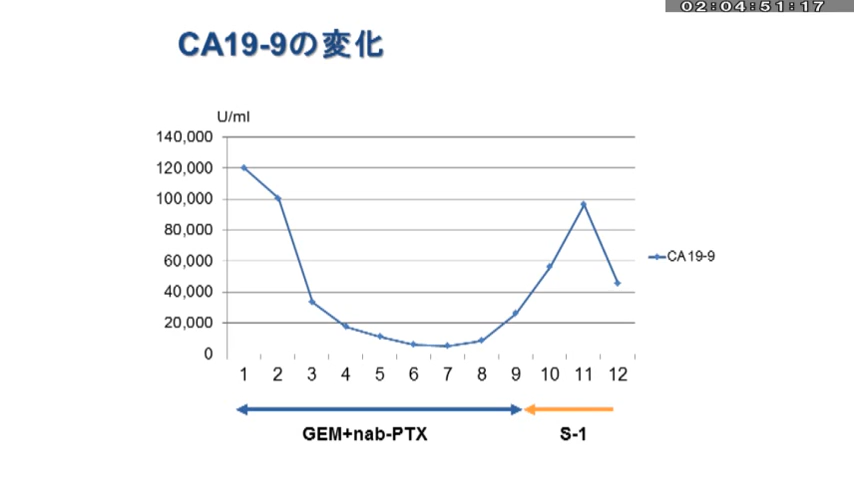 02:04:51:17
CA19-9の変化
U/ml
140,000
120,000
100,000
80,000
60,000
40,000
20,000
0
CA19-9
1 2 3 4 5 6 7 8 9 10 11 12
GEM+nab-PTX S-1